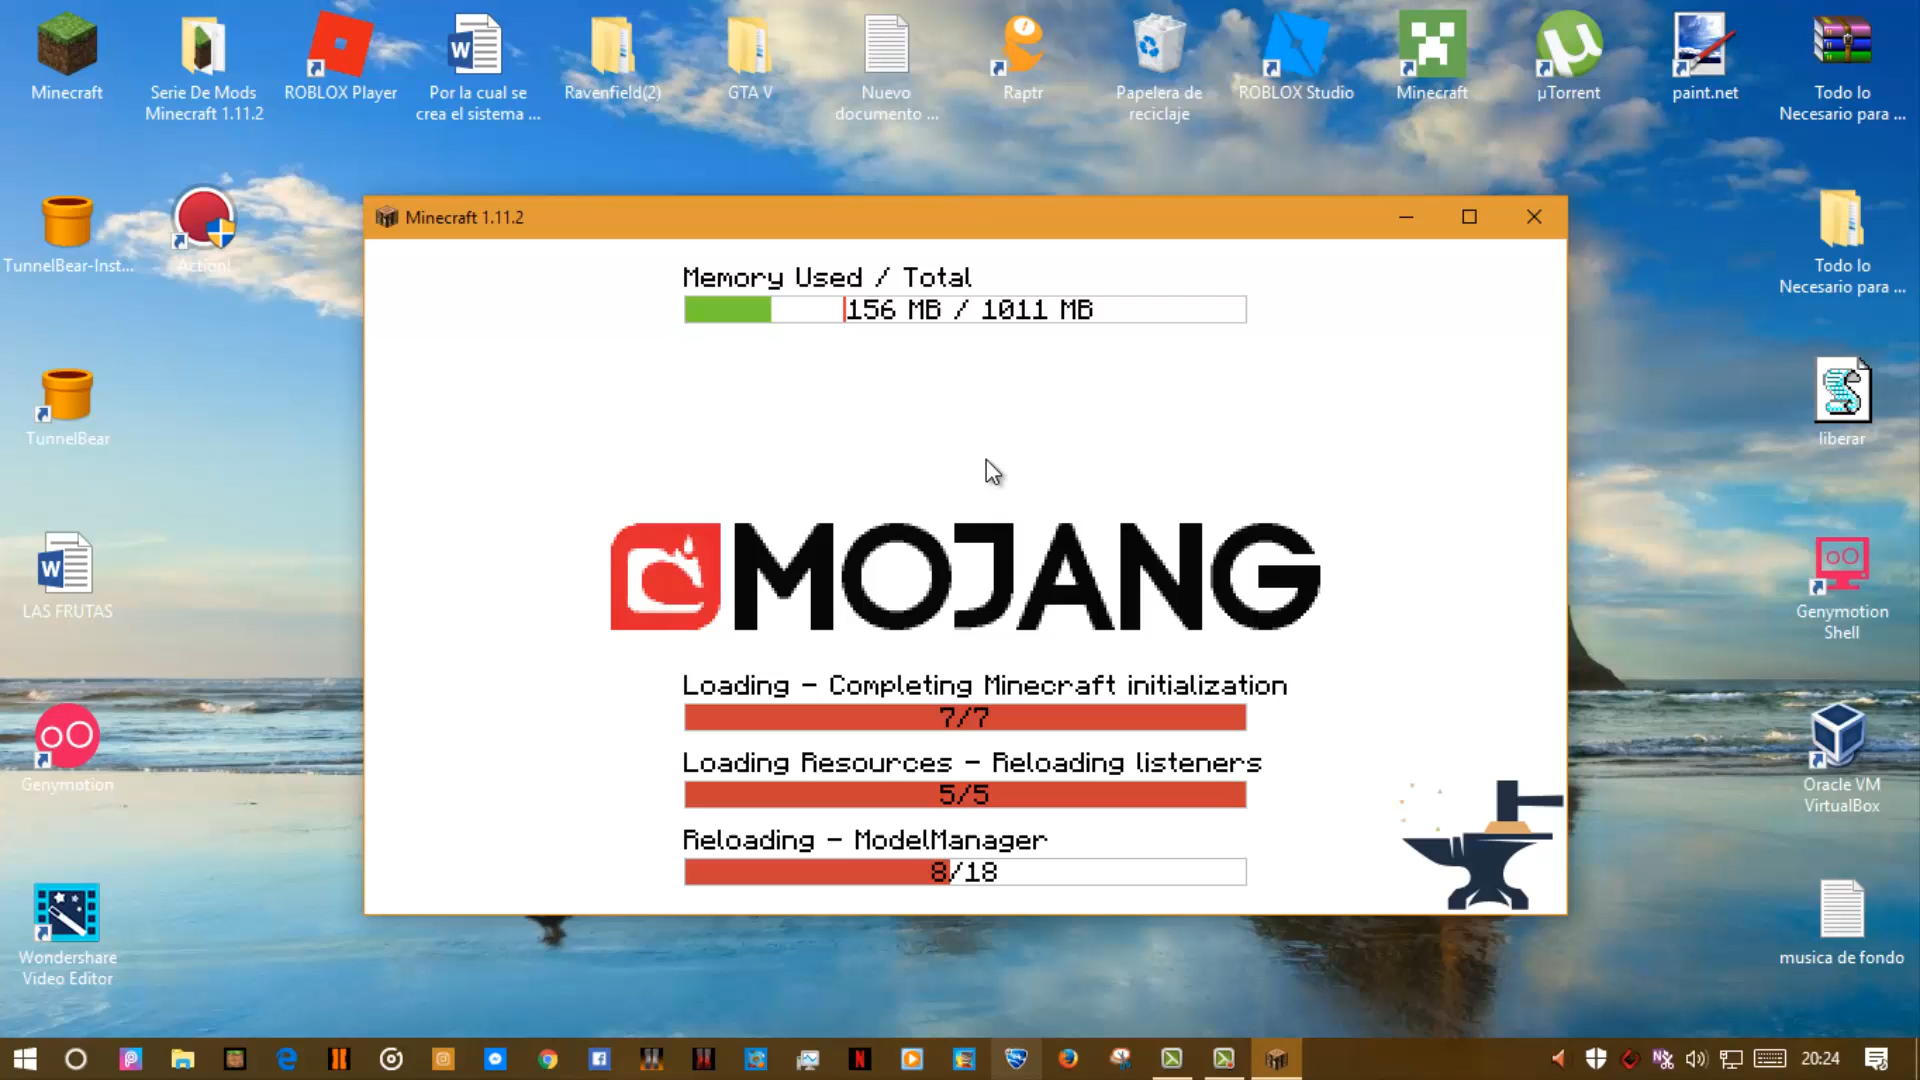 Minecraft
Serie De Mods
Minecraft 1.11.2
ROBLOX Player
Por la cual se
crea el sistema ...
Ravenfield(2)
GTA V
Nuevo
documento ...
Raptr
Papelera de
reciclaje
ROBLOX Studio
Minecraft
µTorrent
paint.net
Todo lo
Necesario para ...
TunnelBear-Inst...
Action!
Todo lo
Necesario para ...
TunnelBear
liberar
LAS FRUTAS
Genymotion
Shell
Genymotion
Oracle VM
VirtualBox
Wondershare
Video Editor
musica de fondo
Minecraft 1.11.2
Memory Used / Total
156 MB / 1011 MB
MOJANG
Loading - Completing Minecraft initialization
7/7
Loading Resources - Reloading listeners
5/5
Reloading - ModelManager
8/18
20:24